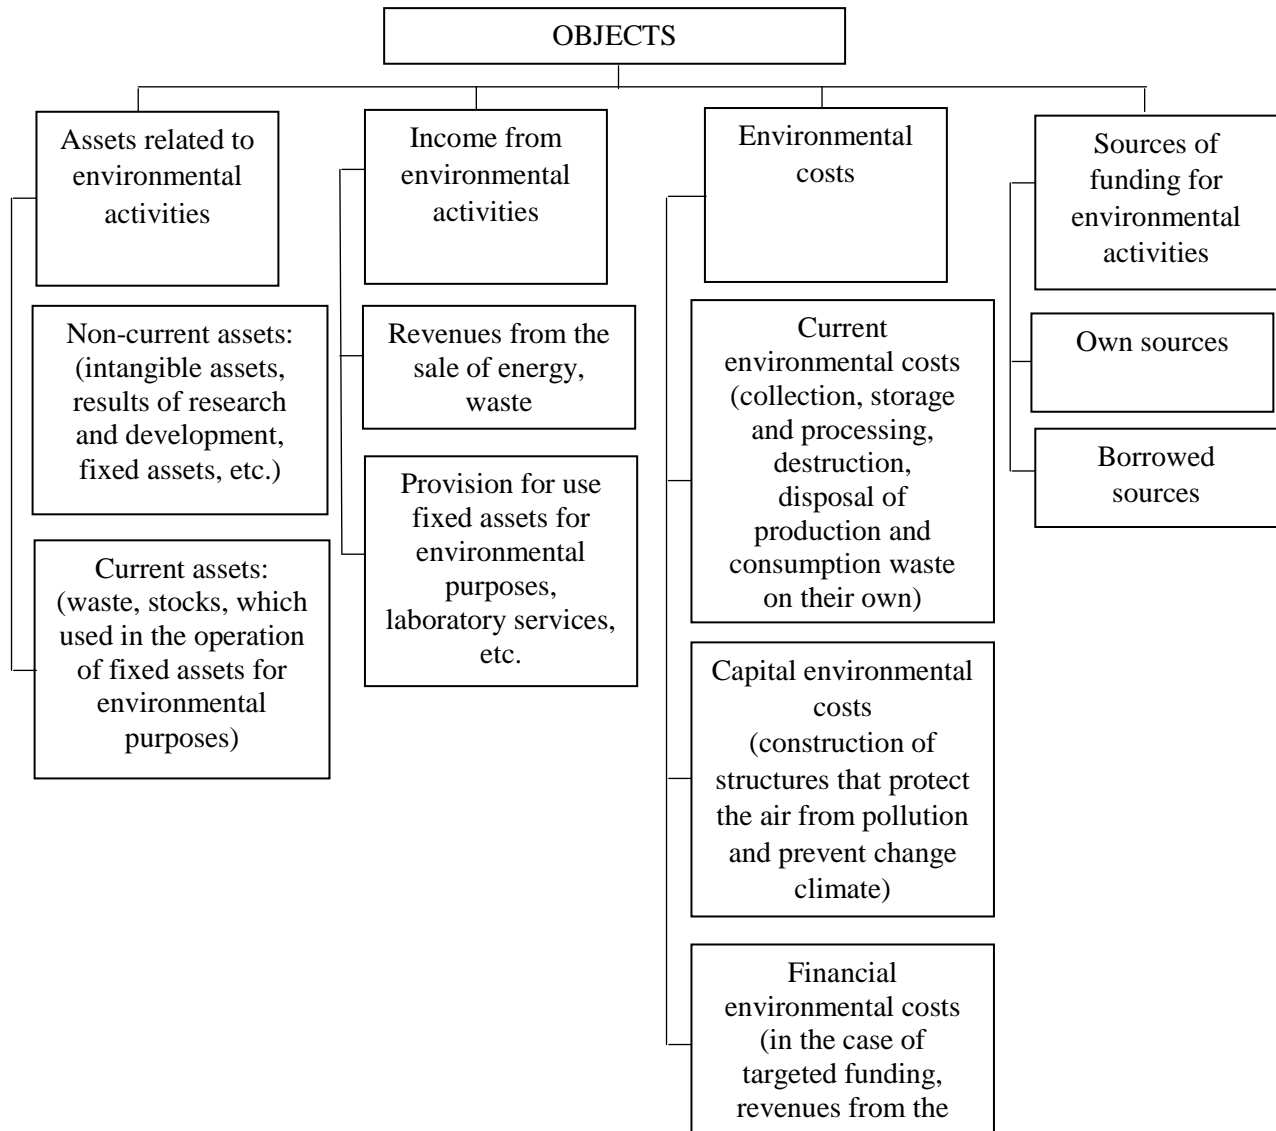 OBJECTS
Assets related to
environmental
activities
Non-current assets:
(intangible assets,
results of research
and development,
fixed assets, etc.)
Current assets:
(waste, stocks, which
used in the operation
of fixed assets for
environmental
purposes)
Income from
environmental
activities
Revenues from the
sale of energy,
waste
Provision for use
fixed assets for
environmental
purposes,
laboratory services,
etc.
Environmental
costs
Current
environmental costs
(collection, storage
and processing,
destruction,
disposal of
production and
consumption waste
on their own)
Capital environmental
costs
(construction of
structures that protect
the air from pollution
and prevent change
climate)
Financial
environmental costs
(in the case of
targeted funding,
revenues from the
Sources of
funding for
environmental
activities
Own sources
Borrowed
sources